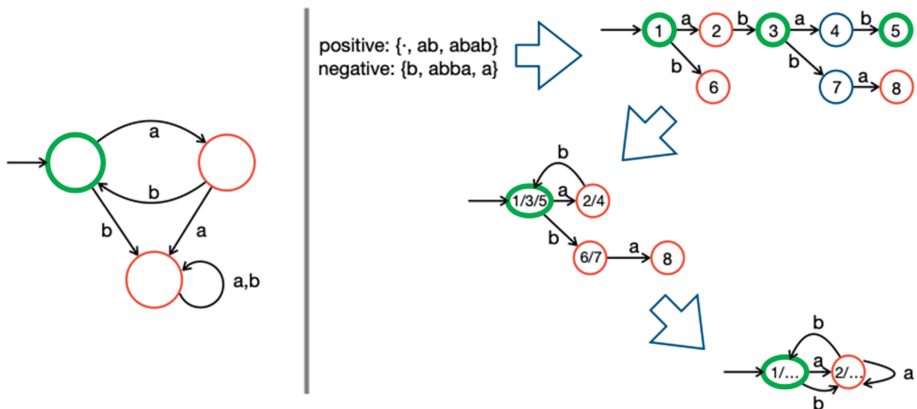 a
b
b
a
a,b
positive: {·, ab, abab}
negative: {b, abba, a}
1 a 2 b 3 a 4 b 5
b b
6 7 a 8
b
1/3/5 a 2/4
b
6/7 a 8
b
1/... a 2/... a
b